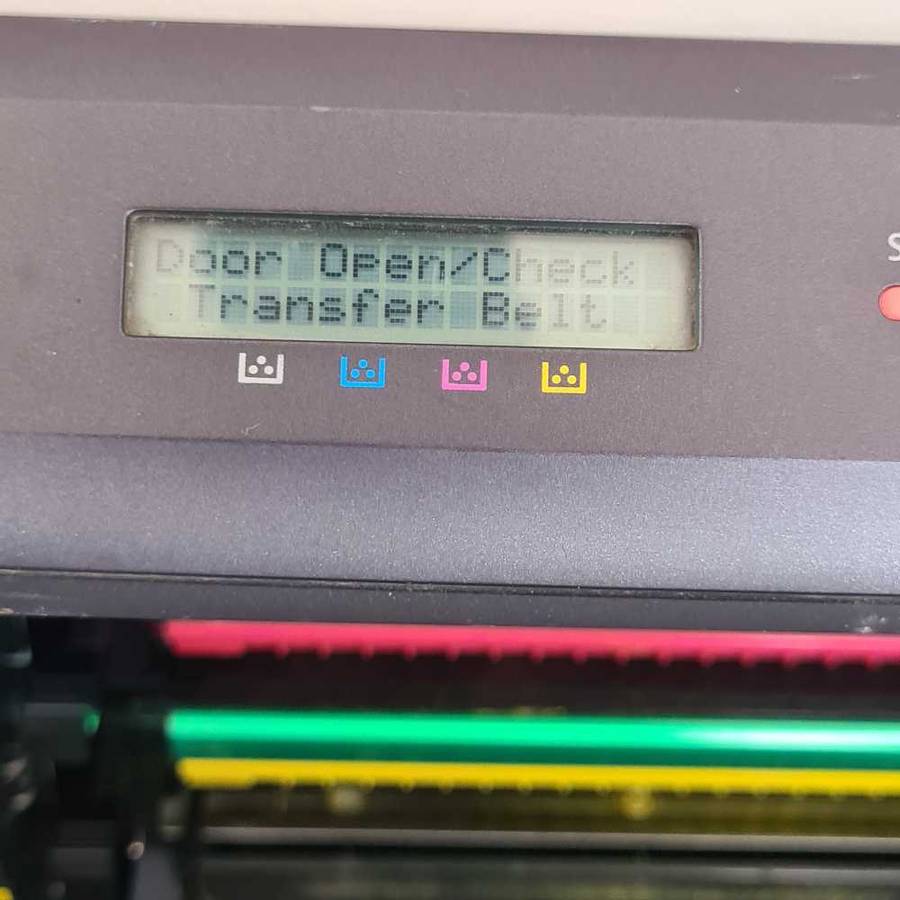 Door Open/Check
Transfer Belt
S